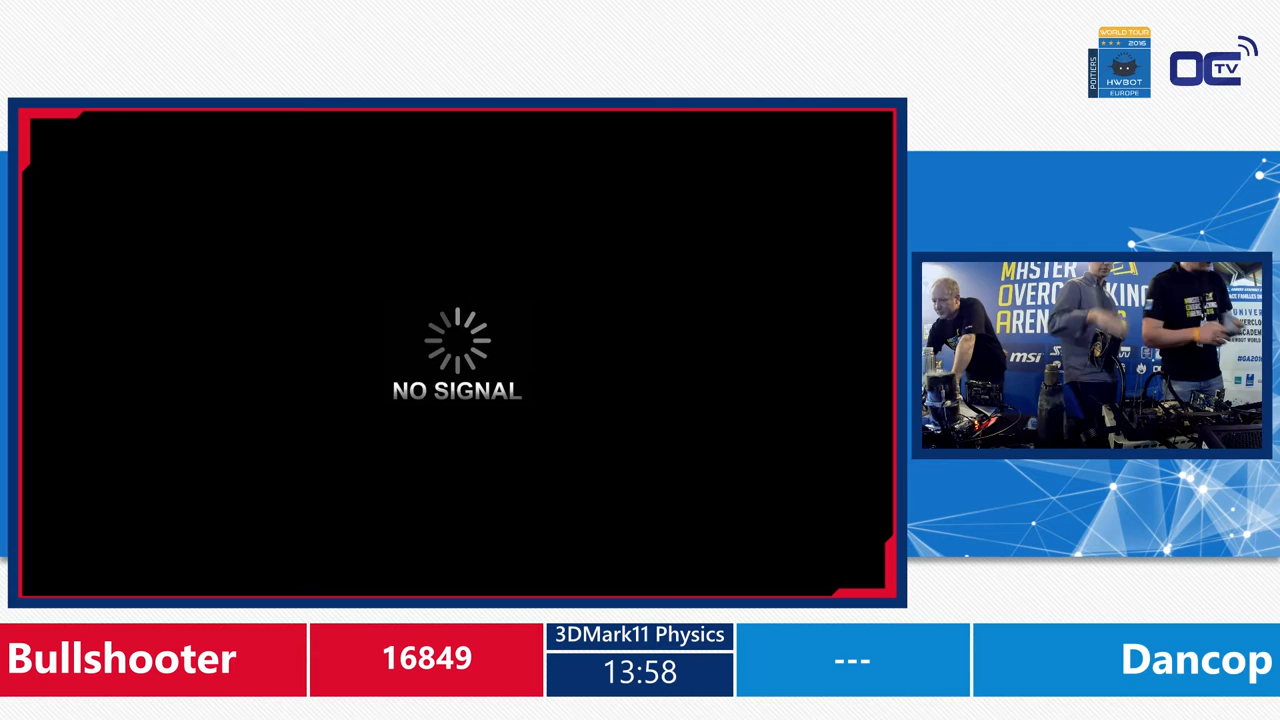 WORLD TOUR
2016
POITIERS
HWBOT
EUROPE
OC
TV
NO SIGNAL
MASTER
OVERCLOCKING
ARENA
msi
#GA2016
Bullshooter
16849
3DMark11 Physics
13:58
---
Dancop